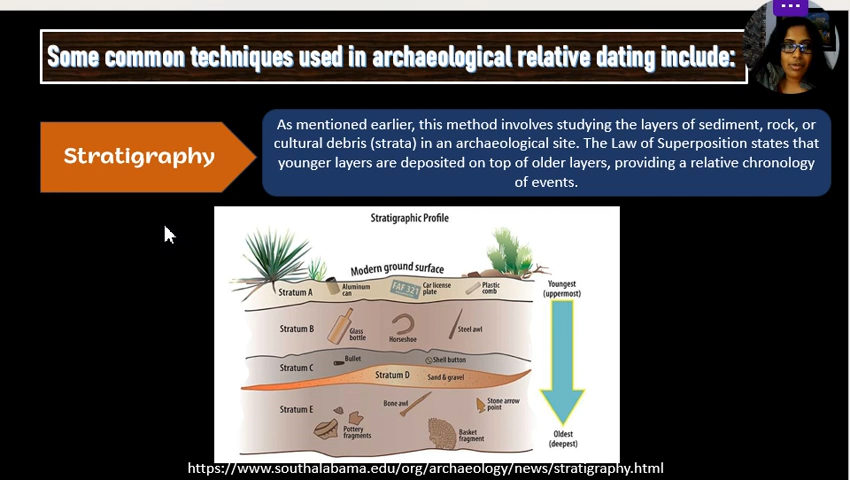 Some common techniques used in archaeological relative dating include:
Stratigraphy
As mentioned earlier, this method involves studying the layers of sediment, rock, or
cultural debris (strata) in an archaeological site. The Law of Superposition states that
younger layers are deposited on top of older layers, providing a relative chronology
of events.
Stratigraphic Profile
Modern ground surface
Stratum A
Aluminum
can
FAF 321
Car license
plate
Plastic
comb
Youngest
(uppermost)
Stratum B
Glass
bottle
Horseshoe
Steel awl
Stratum C
Bullet
Shell button
Stratum D
Sand & gravel
Stratum E
Pottery
fragments
Bone awl
Basket
fragment
Stone arrow
point
Oldest
(deepest)
https://www.southalabama.edu/org/archaeology/news/stratigraphy.html